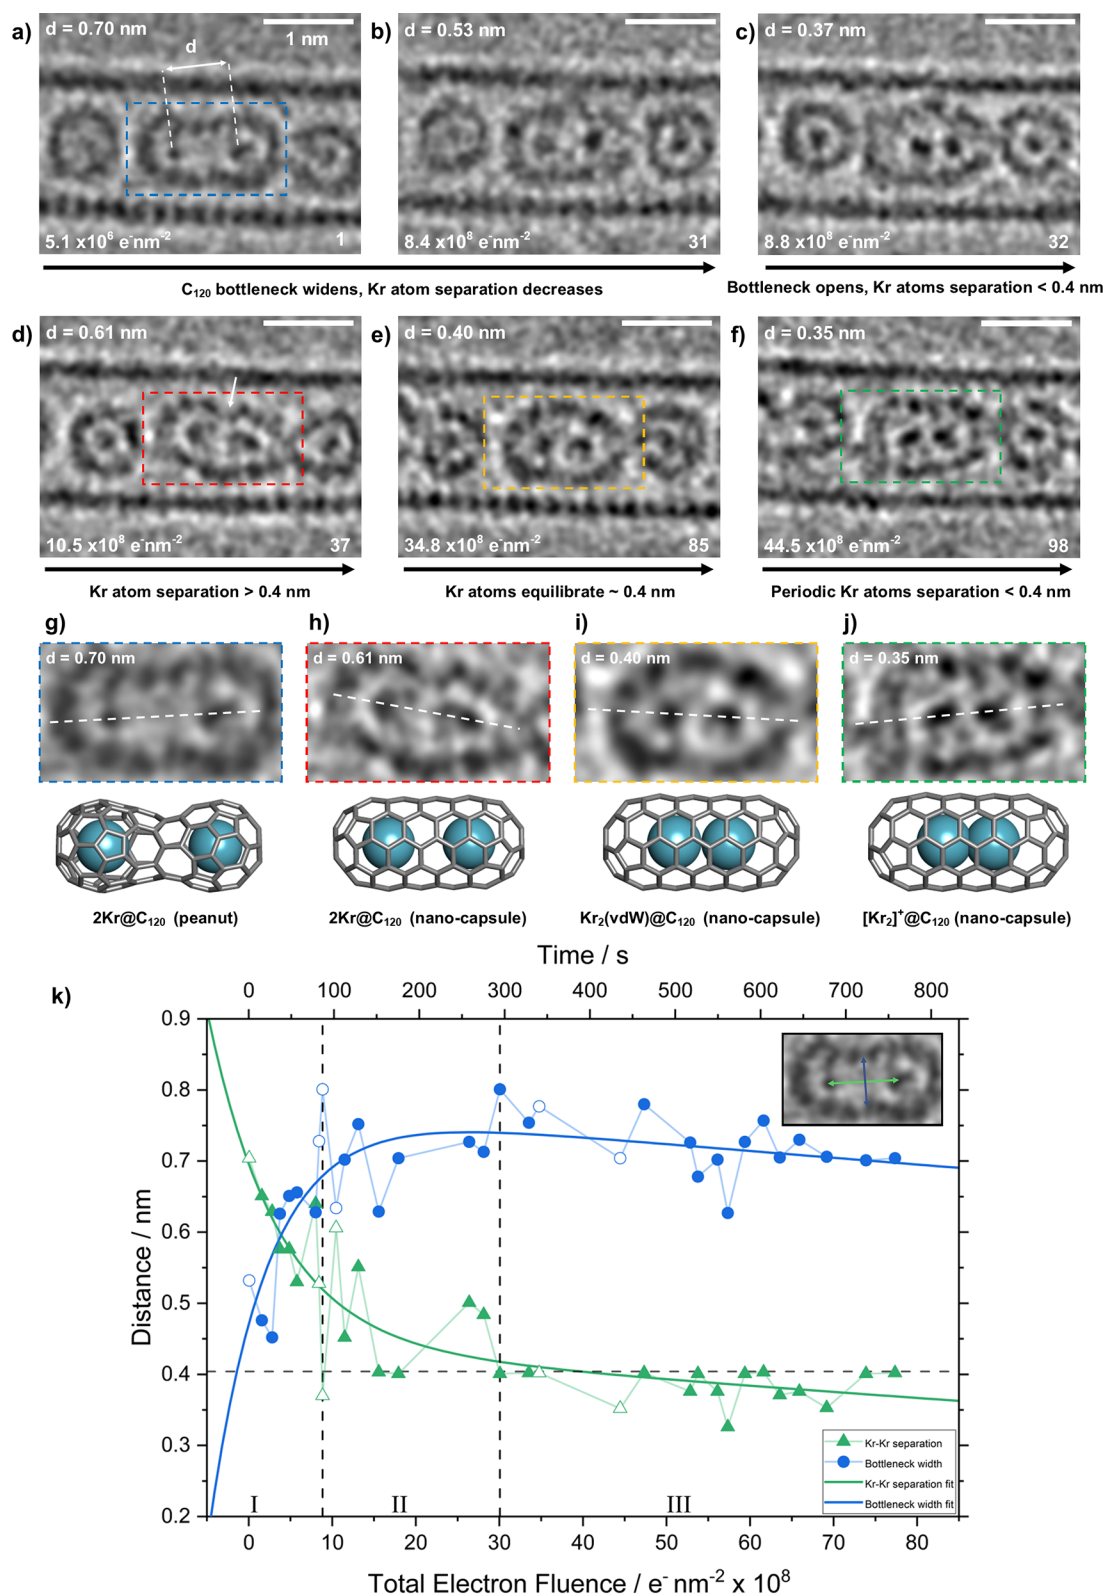 a)
d = 0.70 nm
1 nm
d
5.1 x10⁶ e⁻nm⁻²
1
b)
d = 0.53 nm
8.4 x10⁸ e⁻nm⁻²
31
c)
d = 0.37 nm
8.8 x10⁸ e⁻nm⁻²
32
C₁₂₀ bottleneck widens, Kr atom separation decreases
Bottleneck opens, Kr atoms separation < 0.4 nm
d)
d = 0.61 nm
10.5 x10⁸ e⁻nm⁻²
37
e)
d = 0.40 nm
34.8 x10⁸ e⁻nm⁻²
85
f)
d = 0.35 nm
44.5 x10⁸ e⁻nm⁻²
98
Kr atom separation > 0.4 nm
Kr atoms equilibrate ~ 0.4 nm
Periodic Kr atoms separation < 0.4 nm
g)
d = 0.70 nm
h)
d = 0.61 nm
i)
d = 0.40 nm
j)
d = 0.35 nm
2Kr@C₁₂₀ (peanut)
2Kr@C₁₂₀ (nano-capsule)
Kr₂(vdW)@C₁₂₀ (nano-capsule)
[Kr₂]⁺@C₁₂₀ (nano-capsule)
k)
Time / s
0 100 200 300 400 500 600 700 800
Distance / nm
0.9
0.8
0.7
0.6
0.5
0.4
0.3
0.2
Kr-Kr separation
Bottleneck width
Kr-Kr separation fit
Bottleneck width fit
I II III
0 10 20 30 40 50 60 70 80
Total Electron Fluence / e⁻ nm⁻² x 10⁸